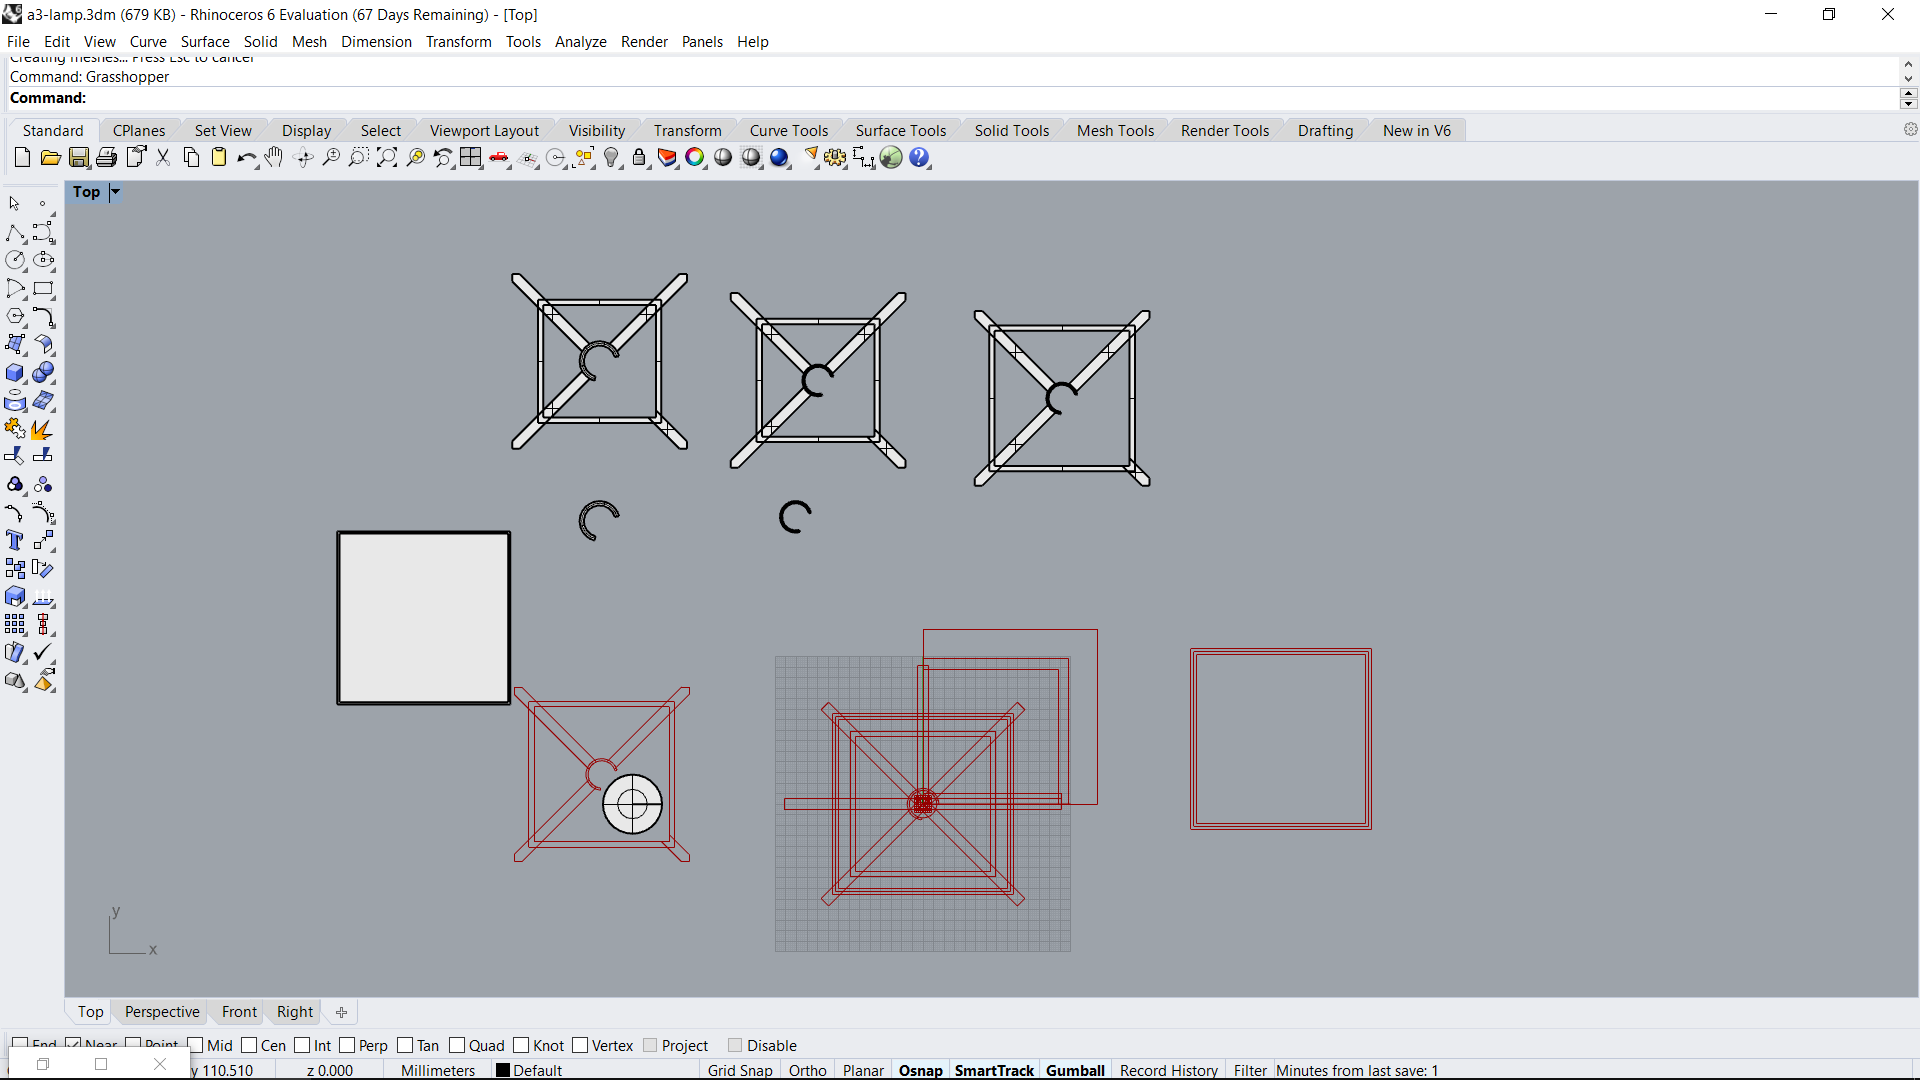 a3-lamp.3dm (679 KB) - Rhinoceros 6 Evaluation (67 Days Remaining) - [Top]
File Edit View Curve Surface Solid Mesh Dimension Transform Tools Analyze Render Panels Help
Creating meshes... Press Esc to cancel
Command: Grasshopper
Command:
Standard CPlanes Set View Display Select Viewport Layout Visibility Transform Curve Tools Surface Tools Solid Tools Mesh Tools Render Tools Drafting New in V6
Top
y
x
Top Perspective Front Right
End Near Point Mid Cen Int Perp Tan Quad Knot Vertex Project Disable
y 110.510 z 0.000 Millimeters Default Grid Snap Ortho Planar Osnap SmartTrack Gumball Record History Filter Minutes from last save: 1